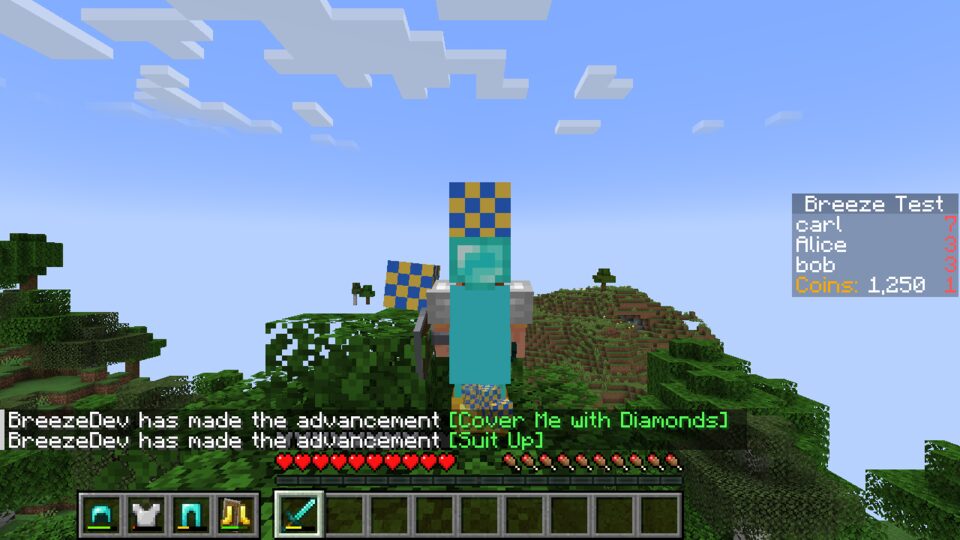 Breeze Test
carl 7
Alice 3
bob 3
Coins: 1,250 1
BreezeDev has made the advancement [Cover Me with Diamonds]
BreezeDev has made the advancement [Suit Up]